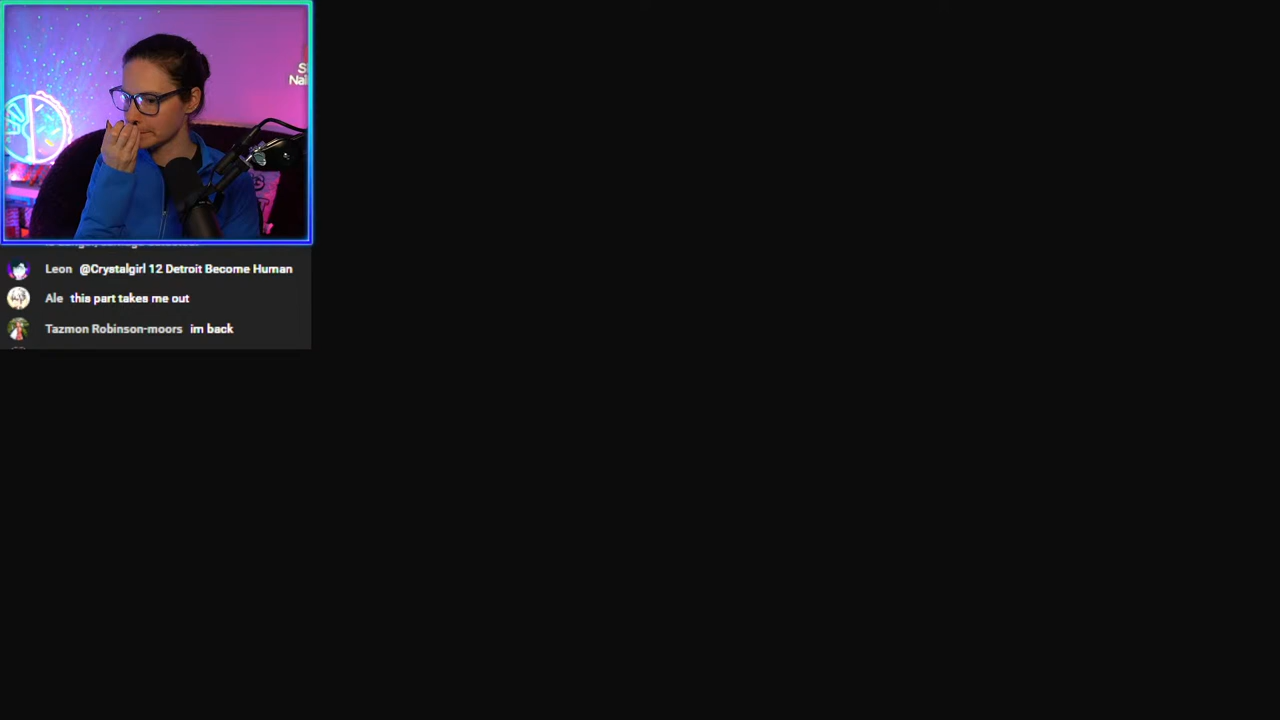 Leon @Crystalgirl 12 Detroit Become Human
Ale this part takes me out
Tazmon Robinson-moors im back